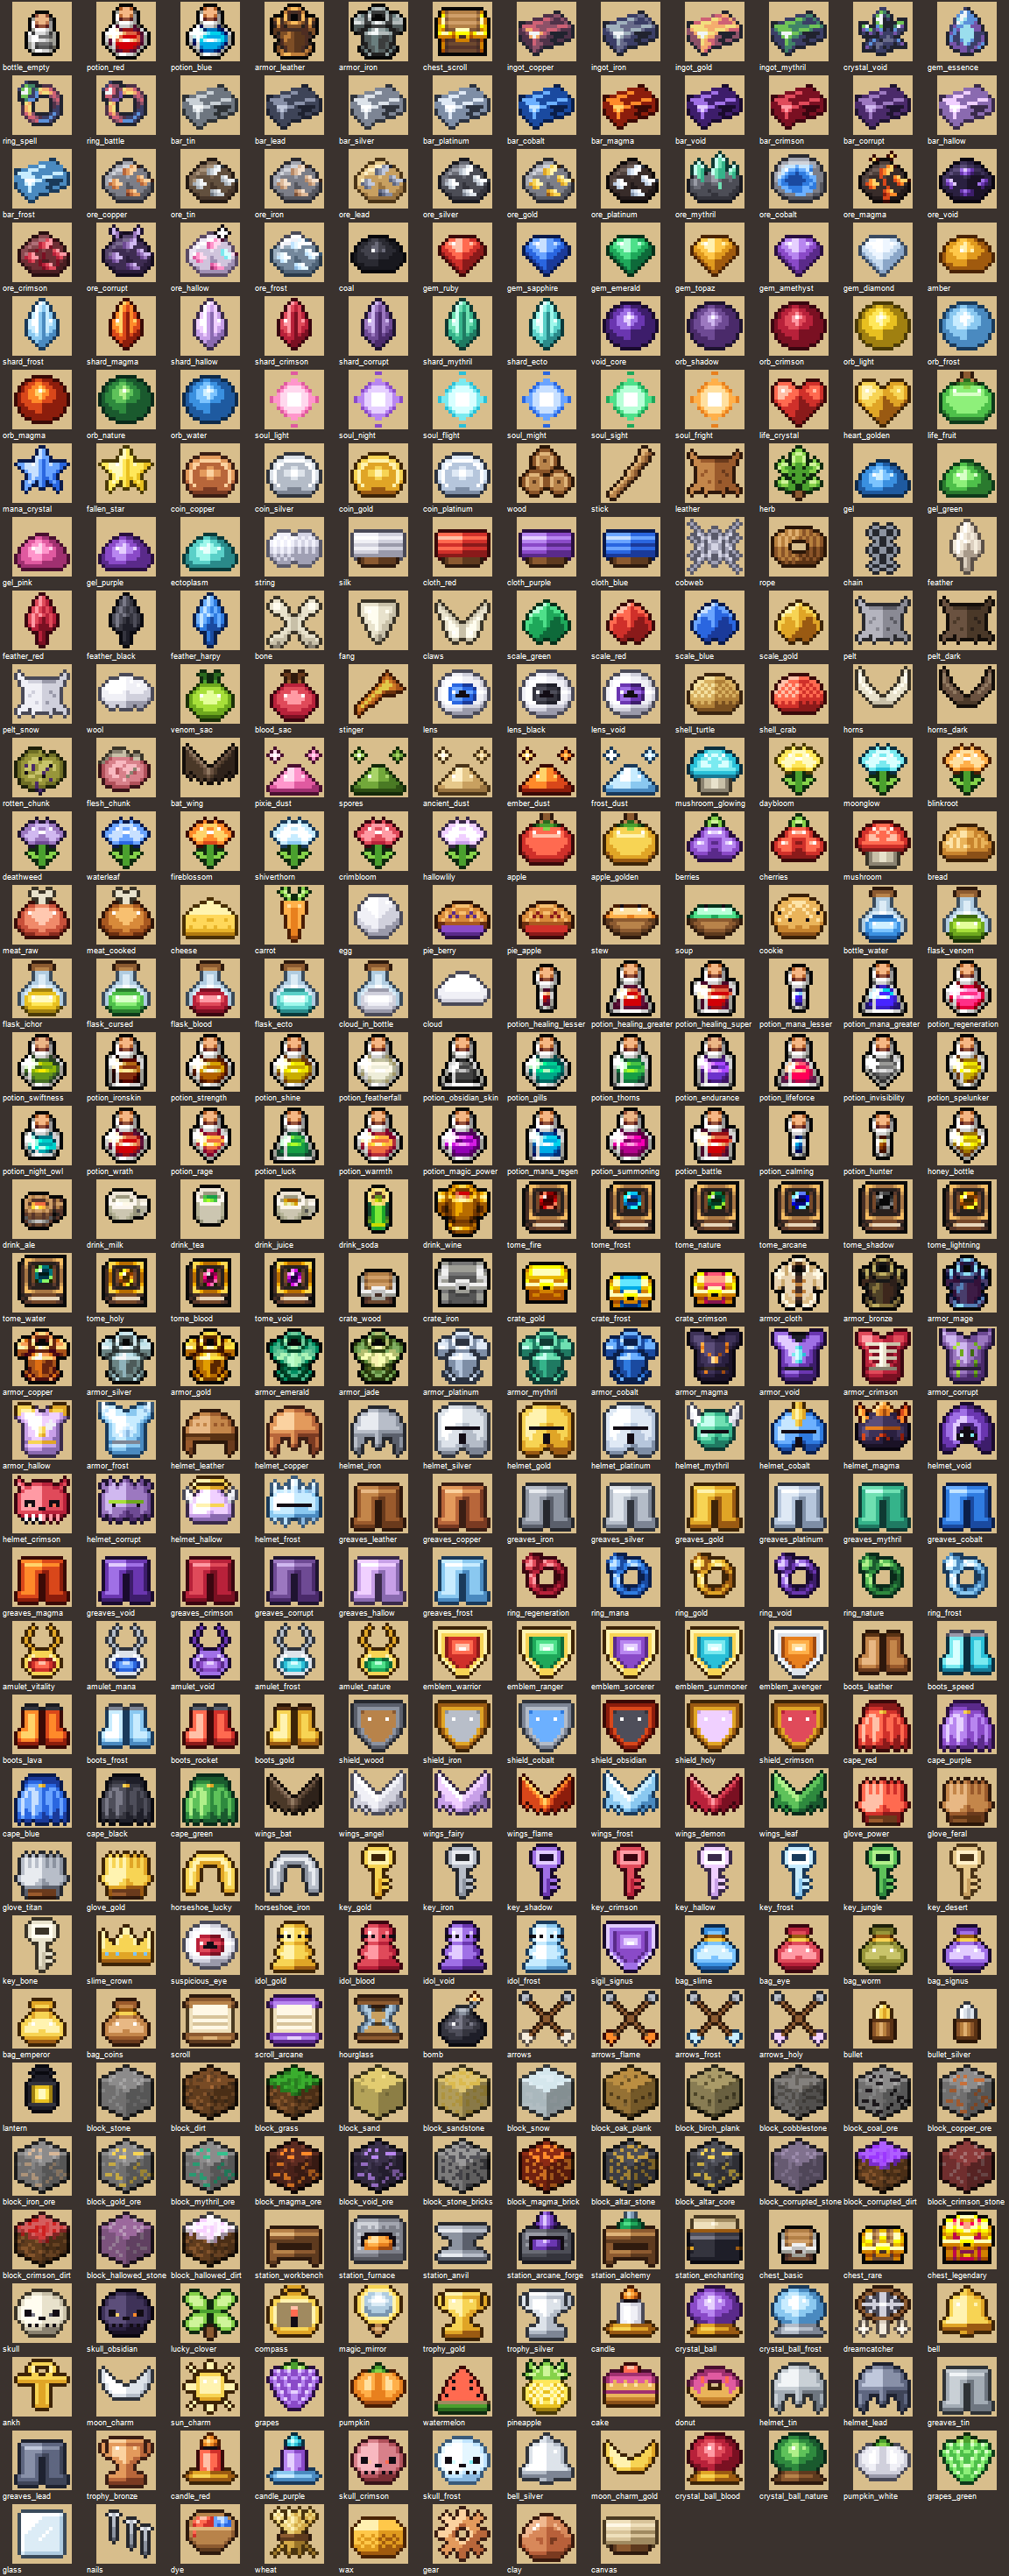 bottle_empty potion_red potion_blue armor_leather armor_iron chest_scroll ingot_copper ingot_iron ingot_gold ingot_mythril crystal_void gem_essence
ring_spell ring_battle bar_tin bar_lead bar_silver bar_platinum bar_cobalt bar_magma bar_void bar_crimson bar_corrupt bar_hallow
bar_frost ore_copper ore_tin ore_iron ore_lead ore_silver ore_gold ore_platinum ore_mythril ore_cobalt ore_magma ore_void
ore_crimson ore_corrupt ore_hallow ore_frost coal gem_ruby gem_sapphire gem_emerald gem_topaz gem_amethyst gem_diamond amber
shard_frost shard_magma shard_hallow shard_crimson shard_corrupt shard_mythril shard_ecto void_core orb_shadow orb_crimson orb_light orb_frost
orb_magma orb_nature orb_water soul_light soul_night soul_flight soul_might soul_sight soul_fright life_crystal heart_golden life_fruit
mana_crystal fallen_star coin_copper coin_silver coin_gold coin_platinum wood stick leather herb gel gel_green
gel_pink gel_purple ectoplasm string silk cloth_red cloth_purple cloth_blue cobweb rope chain feather
feather_red feather_black feather_harpy bone fang claws scale_green scale_red scale_blue scale_gold pelt pelt_dark
pelt_snow wool venom_sac blood_sac stinger lens lens_black lens_void shell_turtle shell_crab horns horns_dark
rotten_chunk flesh_chunk bat_wing pixie_dust spores ancient_dust ember_dust frost_dust mushroom_glowing daybloom moonglow blinkroot
deathweed waterleaf fireblossom shiverthorn crimbloom hallowlily apple apple_golden berries cherries mushroom bread
meat_raw meat_cooked cheese carrot egg pie_berry pie_apple stew soup cookie bottle_water flask_venom
flask_ichor flask_cursed flask_blood flask_ecto cloud_in_bottle cloud potion_healing_lesser potion_healing_greater potion_healing_super potion_mana_lesser potion_mana_greater potion_regeneration
potion_swiftness potion_ironskin potion_strength potion_shine potion_featherfall potion_obsidian_skin potion_gills potion_thorns potion_endurance potion_lifeforce potion_invisibility potion_spelunker
potion_night_owl potion_wrath potion_rage potion_luck potion_warmth potion_magic_power potion_mana_regen potion_summoning potion_battle potion_calming potion_hunter honey_bottle
drink_ale drink_milk drink_tea drink_juice drink_soda drink_wine tome_fire tome_frost tome_nature tome_arcane tome_shadow tome_lightning
tome_water tome_holy tome_blood tome_void crate_wood crate_iron crate_gold crate_frost crate_crimson armor_cloth armor_bronze armor_mage
armor_copper armor_silver armor_gold armor_emerald armor_jade armor_platinum armor_mythril armor_cobalt armor_magma armor_void armor_crimson armor_corrupt
armor_hallow armor_frost helmet_leather helmet_copper helmet_iron helmet_silver helmet_gold helmet_platinum helmet_mythril helmet_cobalt helmet_magma helmet_void
helmet_crimson helmet_corrupt helmet_hallow helmet_frost greaves_leather greaves_copper greaves_iron greaves_silver greaves_gold greaves_platinum greaves_mythril greaves_cobalt
greaves_magma greaves_void greaves_crimson greaves_corrupt greaves_hallow greaves_frost ring_regeneration ring_mana ring_gold ring_void ring_nature ring_frost
amulet_vitality amulet_mana amulet_void amulet_frost amulet_nature emblem_warrior emblem_ranger emblem_sorcerer emblem_summoner emblem_avenger boots_leather boots_speed
boots_lava boots_frost boots_rocket boots_gold shield_wood shield_iron shield_cobalt shield_obsidian shield_holy shield_crimson cape_red cape_purple
cape_blue cape_black cape_green wings_bat wings_angel wings_fairy wings_flame wings_frost wings_demon wings_leaf glove_power glove_feral
glove_titan glove_gold horseshoe_lucky horseshoe_iron key_gold key_iron key_shadow key_crimson key_hallow key_frost key_jungle key_desert
key_bone slime_crown suspicious_eye idol_gold idol_blood idol_void idol_frost sigil_signus bag_slime bag_eye bag_worm bag_signus
bag_emperor bag_coins scroll scroll_arcane hourglass bomb arrows arrows_flame arrows_frost arrows_holy bullet bullet_silver
lantern block_stone block_dirt block_grass block_sand block_sandstone block_snow block_oak_plank block_birch_plank block_cobblestone block_coal_ore block_copper_ore
block_iron_ore block_gold_ore block_mythril_ore block_magma_ore block_void_ore block_stone_bricks block_magma_brick block_altar_stone block_altar_core block_corrupted_stone block_corrupted_dirt block_crimson_stone
block_crimson_dirt block_hallowed_stone block_hallowed_dirt station_workbench station_furnace station_anvil station_arcane_forge station_alchemy station_enchanting chest_basic chest_rare chest_legendary
skull skull_obsidian lucky_clover compass magic_mirror trophy_gold trophy_silver candle crystal_ball crystal_ball_frost dreamcatcher bell
ankh moon_charm sun_charm grapes pumpkin watermelon pineapple cake donut helmet_tin helmet_lead greaves_tin
greaves_lead trophy_bronze candle_red candle_purple skull_crimson skull_frost bell_silver moon_charm_gold crystal_ball_blood crystal_ball_nature pumpkin_white grapes_green
glass nails dye wheat wax gear clay canvas